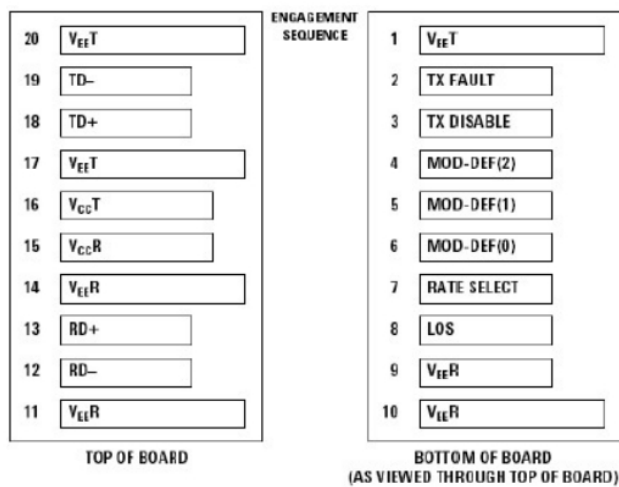 ENGAGEMENT
SEQUENCE
20 VEET
19 TD–
18 TD+
17 VEET
16 VCCT
15 VCCR
14 VEER
13 RD+
12 RD–
11 VEER
TOP OF BOARD
1 VEET
2 TX FAULT
3 TX DISABLE
4 MOD-DEF(2)
5 MOD-DEF(1)
6 MOD-DEF(0)
7 RATE SELECT
8 LOS
9 VEER
10 VEER
BOTTOM OF BOARD
(AS VIEWED THROUGH TOP OF BOARD)